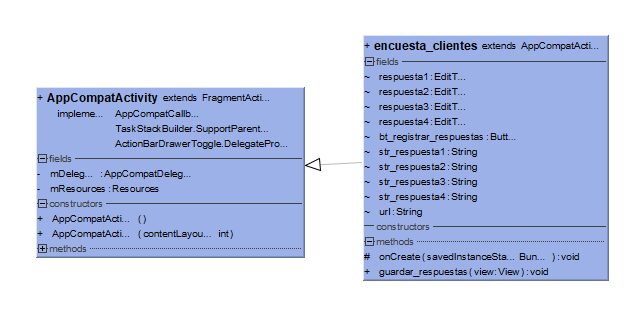 + AppCompatActivity extends FragmentActi...
impleme... AppCompatCallb...
TaskStackBuilder.SupportParent...
ActionBarDrawerToggle.DelegatePro...
fields
- mDeleg... : AppCompatDeleg...
- mResources : Resources
constructors
+ AppCompatActi... ( )
+ AppCompatActi... ( contentLayou... int)
methods
+ encuesta_clientes extends AppCompatActi...
fields
~ respuesta1 : EditT...
~ respuesta2 : EditT...
~ respuesta3 : EditT...
~ respuesta4 : EditT...
~ bt_registrar_respuestas : Butt...
~ str_respuesta1 : String
~ str_respuesta2 : String
~ str_respuesta3 : String
~ str_respuesta4 : String
~ url : String
constructors
methods
# onCreate ( savedInstanceSta... Bun... ) : void
+ guardar_respuestas ( view : View ) : void